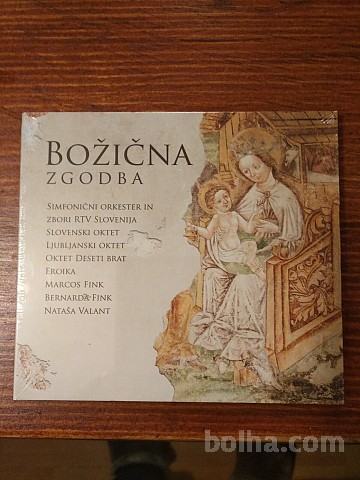 BOŽIČNA
ZGODBA
SIMFONIČNI ORKESTER IN
ZBORI RTV SLOVENIJA
SLOVENSKI OKTET
LJUBLJANSKI OKTET
OKTET DESETI BRAT
EROIKA
MARCOS FINK
BERNARDA FINK
NATAŠA VALANT
bolha.com